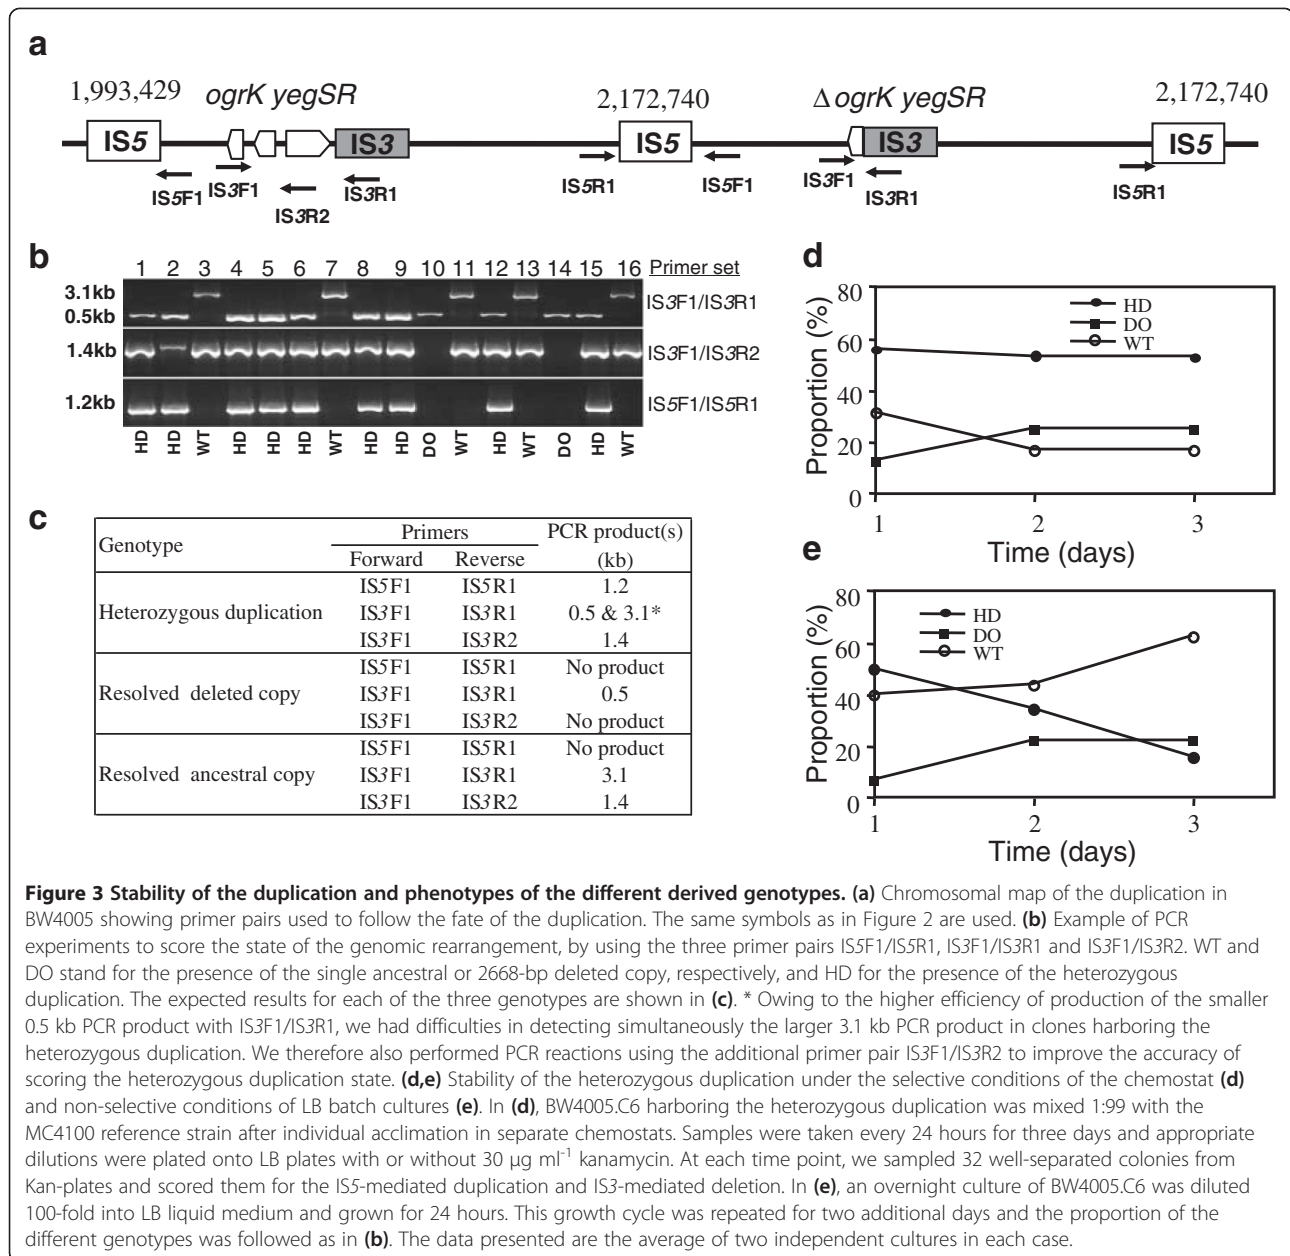 a
1,993,429 ogrK yegSR 2,172,740 Δ ogrK yegSR 2,172,740
IS5 IS3 IS5 IS3 IS5
IS5F1 IS3F1 IS3R2 IS3R1 IS5R1 IS5F1 IS3F1 IS3R1 IS5R1
b
1 2 3 4 5 6 7 8 9 10 11 12 13 14 15 16 Primer set
3.1kb
0.5kb
IS3F1/IS3R1
1.4kb IS3F1/IS3R2
1.2kb IS5F1/IS5R1
HD HD WT HD HD HD WT HD HD DO WT HD WT DO HD WT
c
Genotype Primers PCR product(s)
Forward Reverse (kb)
IS5F1 IS5R1 1.2
Heterozygous duplication IS3F1 IS3R1 0.5 & 3.1*
IS3F1 IS3R2 1.4
IS5F1 IS5R1 No product
Resolved deleted copy IS3F1 IS3R1 0.5
IS3F1 IS3R2 No product
IS5F1 IS5R1 No product
Resolved ancestral copy IS3F1 IS3R1 3.1
IS3F1 IS3R2 1.4
d
Proportion (%)
80
60
40
20
0
HD
DO
WT
1 2 3
Time (days)
e
Proportion (%)
80
60
40
20
0
HD
DO
WT
1 2 3
Time (days)
Figure 3 Stability of the duplication and phenotypes of the different derived genotypes. (a) Chromosomal map of the duplication in
BW4005 showing primer pairs used to follow the fate of the duplication. The same symbols as in Figure 2 are used. (b) Example of PCR
experiments to score the state of the genomic rearrangement, by using the three primer pairs IS5F1/IS5R1, IS3F1/IS3R1 and IS3F1/IS3R2. WT and
DO stand for the presence of the single ancestral or 2668-bp deleted copy, respectively, and HD for the presence of the heterozygous
duplication. The expected results for each of the three genotypes are shown in (c). * Owing to the higher efficiency of production of the smaller
0.5 kb PCR product with IS3F1/IS3R1, we had difficulties in detecting simultaneously the larger 3.1 kb PCR product in clones harboring the
heterozygous duplication. We therefore also performed PCR reactions using the additional primer pair IS3F1/IS3R2 to improve the accuracy of
scoring the heterozygous duplication state. (d,e) Stability of the heterozygous duplication under the selective conditions of the chemostat (d)
and non-selective conditions of LB batch cultures (e). In (d), BW4005.C6 harboring the heterozygous duplication was mixed 1:99 with the
MC4100 reference strain after individual acclimation in separate chemostats. Samples were taken every 24 hours for three days and appropriate
dilutions were plated onto LB plates with or without 30 μg ml⁻¹ kanamycin. At each time point, we sampled 32 well-separated colonies from
Kan-plates and scored them for the IS5-mediated duplication and IS3-mediated deletion. In (e), an overnight culture of BW4005.C6 was diluted
100-fold into LB liquid medium and grown for 24 hours. This growth cycle was repeated for two additional days and the proportion of the
different genotypes was followed as in (b). The data presented are the average of two independent cultures in each case.